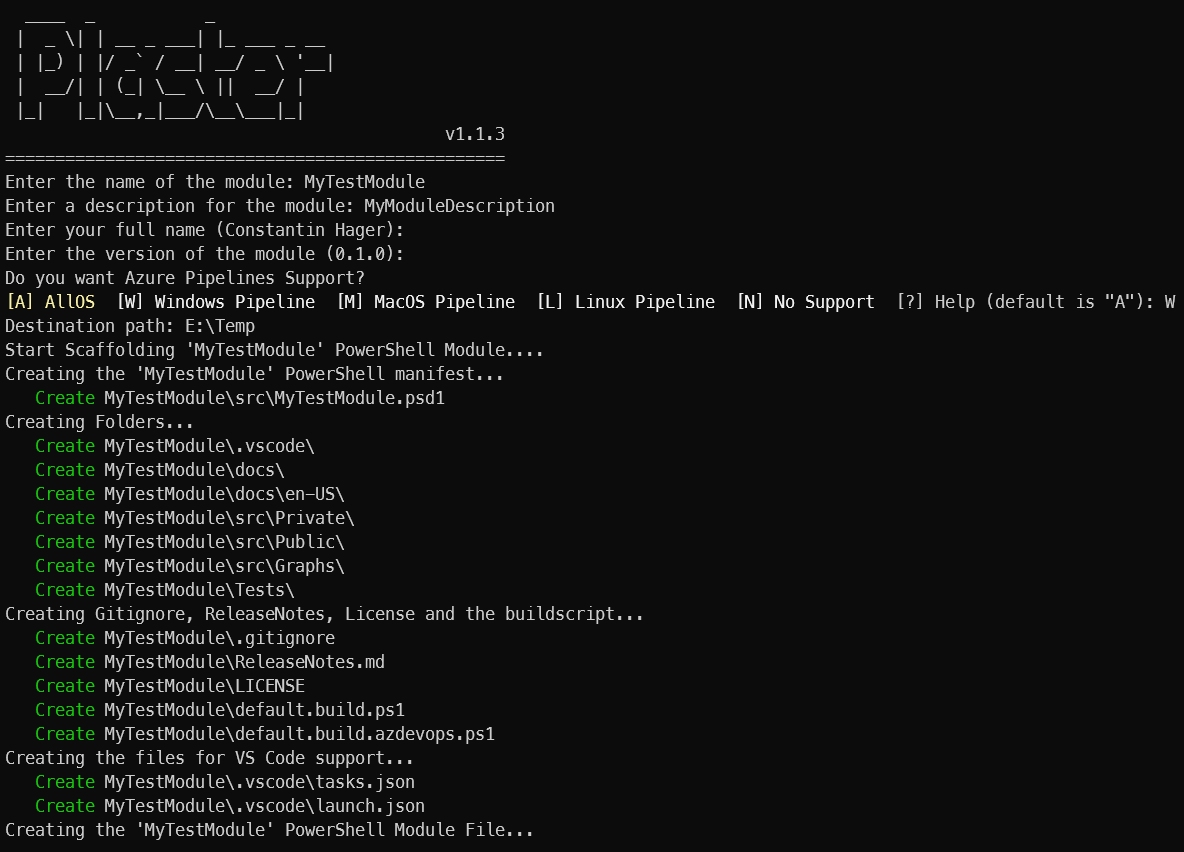 ____  _           _
 |  _ \| | __ _ ___| |_ ___ _ __
 | |_) | |/ _` / __| __/ _ \ '__|
 |  __/| | (_| \__ \ ||  __/ |
 |_|   |_|\__,_|___/\__\___|_|
                                            v1.1.3
==================================================
Enter the name of the module: MyTestModule
Enter a description for the module: MyModuleDescription
Enter your full name (Constantin Hager):
Enter the version of the module (0.1.0):
Do you want Azure Pipelines Support?
[A] AllOS  [W] Windows Pipeline  [M] MacOS Pipeline  [L] Linux Pipeline  [N] No Support  [?] Help (default is "A"): W
Destination path: E:\Temp
Start Scaffolding 'MyTestModule' PowerShell Module....
Creating the 'MyTestModule' PowerShell manifest...
   Create MyTestModule\src\MyTestModule.psd1
Creating Folders...
   Create MyTestModule\.vscode\
   Create MyTestModule\docs\
   Create MyTestModule\docs\en-US\
   Create MyTestModule\src\Private\
   Create MyTestModule\src\Public\
   Create MyTestModule\src\Graphs\
   Create MyTestModule\Tests\
Creating Gitignore, ReleaseNotes, License and the buildscript...
   Create MyTestModule\.gitignore
   Create MyTestModule\ReleaseNotes.md
   Create MyTestModule\LICENSE
   Create MyTestModule\default.build.ps1
   Create MyTestModule\default.build.azdevops.ps1
Creating the files for VS Code support...
   Create MyTestModule\.vscode\tasks.json
   Create MyTestModule\.vscode\launch.json
Creating the 'MyTestModule' PowerShell Module File...